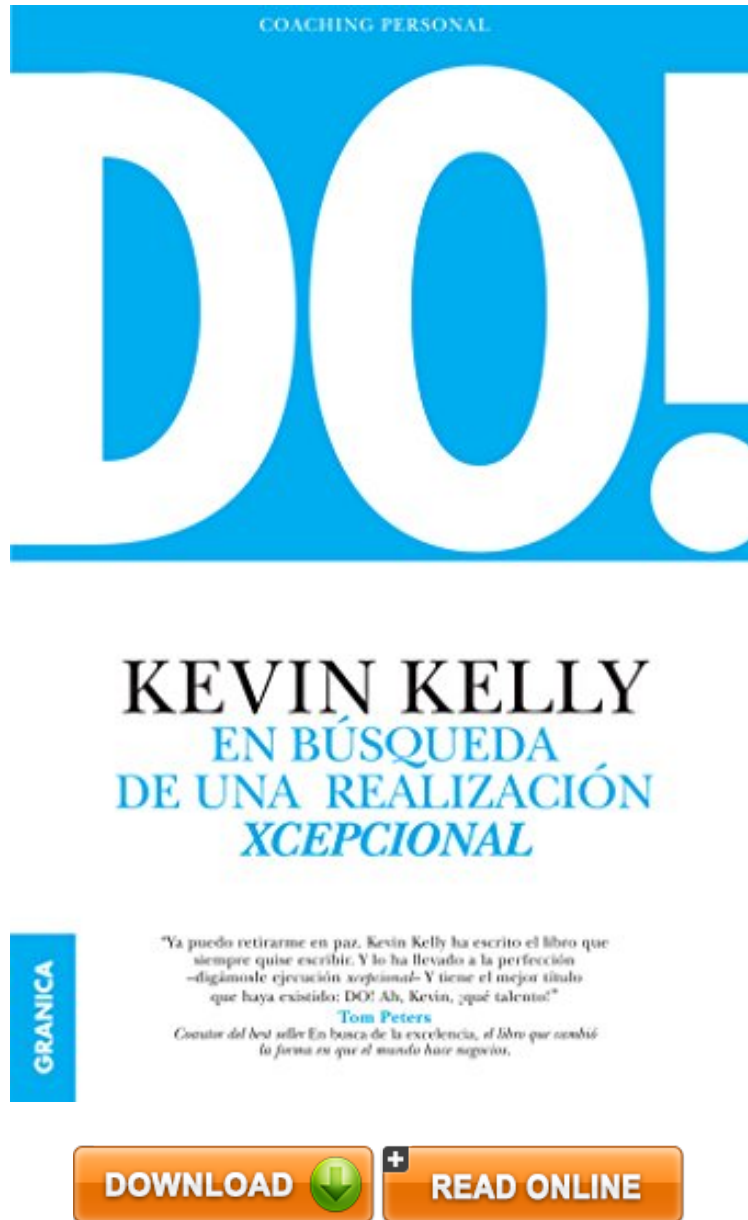 COACHING PERSONAL
DO!
KEVIN KELLY
EN BÚSQUEDA
DE UNA REALIZACIÓN
XCEPCIONAL
GRANICA
"Ya puedo retirarme en paz. Kevin Kelly ha escrito el libro que
siempre quise escribir. Y lo ha llevado a la perfección
–digámosle ejecución xcepcional– Y tiene el mejor título
que haya existido: DO! Ah, Kevin, ¡qué talento!"
Tom Peters
Coautor del best seller En busca de la excelencia, el libro que cambió
la forma en que el mundo hace negocios.
DOWNLOAD
READ ONLINE